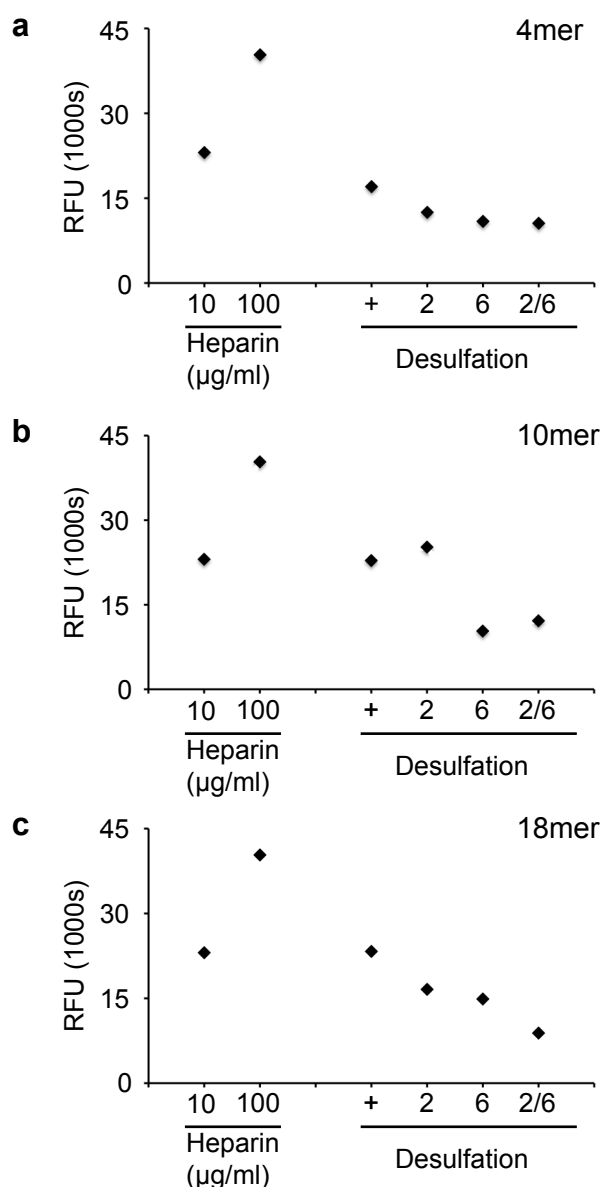 a
4mer
45
30
15
0
RFU (1000s)
10 100 + 2 6 2/6
Heparin
(μg/ml)
Desulfation
b
10mer
45
30
15
0
RFU (1000s)
10 100 + 2 6 2/6
Heparin
(μg/ml)
Desulfation
c
18mer
45
30
15
0
RFU (1000s)
10 100 + 2 6 2/6
Heparin
(μg/ml)
Desulfation